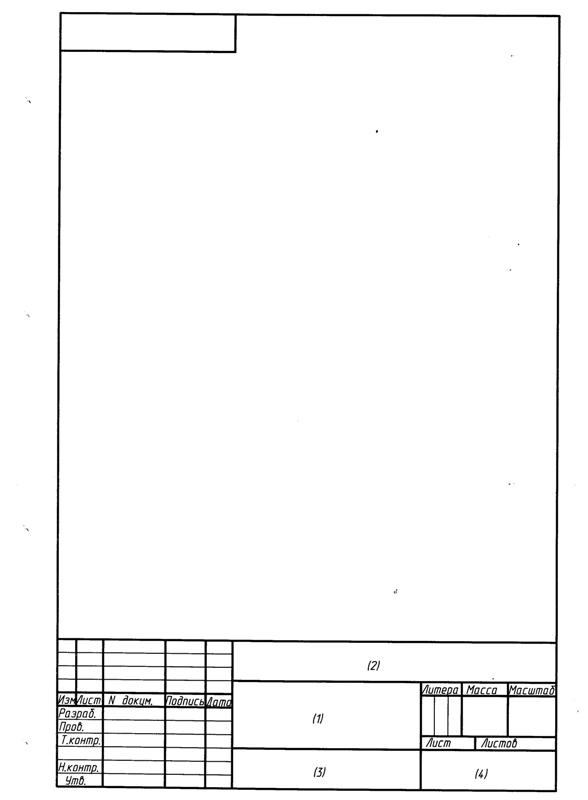 (2)
Литера Масса Масштаб
Изм Лист N докум. Подпись Дата
Разраб.
(1)
Пров.
Т.контр.
Лист Листов
Н.контр.
(3)
(4)
Утв.